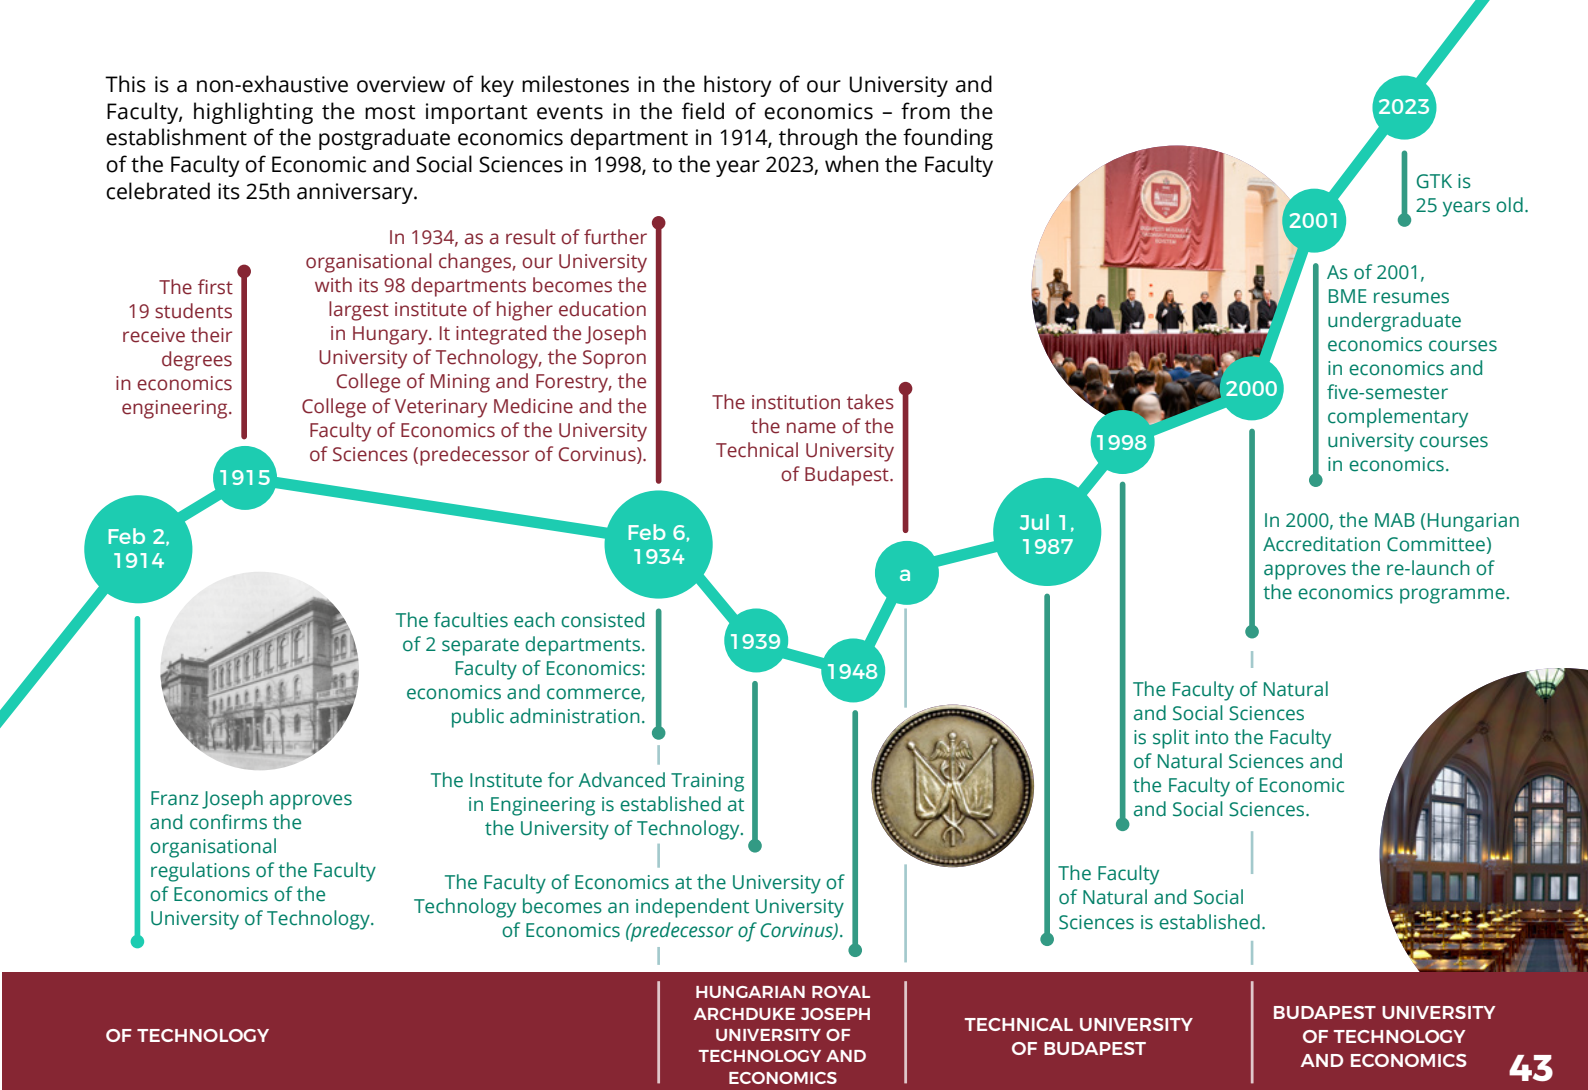 This is a non-exhaustive overview of key milestones in the history of our University and
Faculty, highlighting the most important events in the field of economics – from the
establishment of the postgraduate economics department in 1914, through the founding
of the Faculty of Economic and Social Sciences in 1998, to the year 2023, when the Faculty
celebrated its 25th anniversary.
Feb 2,
1914
Franz Joseph approves
and confirms the
organisational
regulations of the Faculty
of Economics of the
University of Technology.
The first
19 students
receive their
degrees
in economics
engineering.
1915
In 1934, as a result of further
organisational changes, our University
with its 98 departments becomes the
largest institute of higher education
in Hungary. It integrated the Joseph
University of Technology, the Sopron
College of Mining and Forestry, the
College of Veterinary Medicine and the
Faculty of Economics of the University
of Sciences (predecessor of Corvinus).
Feb 6,
1934
The faculties each consisted
of 2 separate departments.
Faculty of Economics:
economics and commerce,
public administration.
1939
The Institute for Advanced Training
in Engineering is established at
the University of Technology.
1948
The Faculty of Economics at the University of
Technology becomes an independent University
of Economics (predecessor of Corvinus).
The institution takes
the name of the
Technical University
of Budapest.
a
Jul 1,
1987
The Faculty
of Natural and Social
Sciences is established.
1998
The Faculty of Natural
and Social Sciences
is split into the Faculty
of Natural Sciences and
the Faculty of Economic
and Social Sciences.
2000
In 2000, the MAB (Hungarian
Accreditation Committee)
approves the re-launch of
the economics programme.
2001
As of 2001,
BME resumes
undergraduate
economics courses
in economics and
five-semester
complementary
university courses
in economics.
2023
GTK is
25 years old.
OF TECHNOLOGY
HUNGARIAN ROYAL
ARCHDUKE JOSEPH
UNIVERSITY OF
TECHNOLOGY AND
ECONOMICS
TECHNICAL UNIVERSITY
OF BUDAPEST
BUDAPEST UNIVERSITY
OF TECHNOLOGY
AND ECONOMICS
43